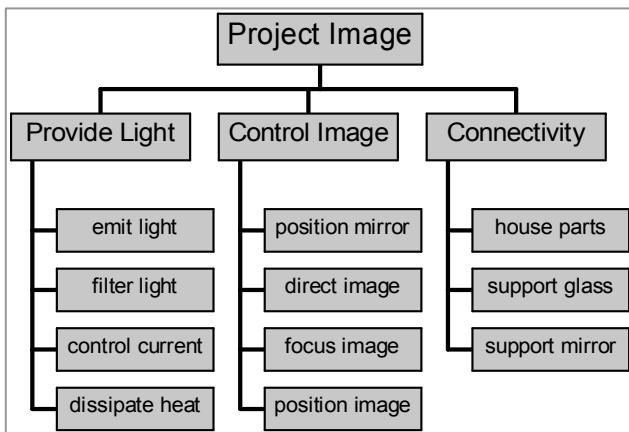 Project Image
Provide Light
Control Image
Connectivity
emit light
position mirror
house parts
filter light
direct image
support glass
control current
focus image
support mirror
dissipate heat
position image